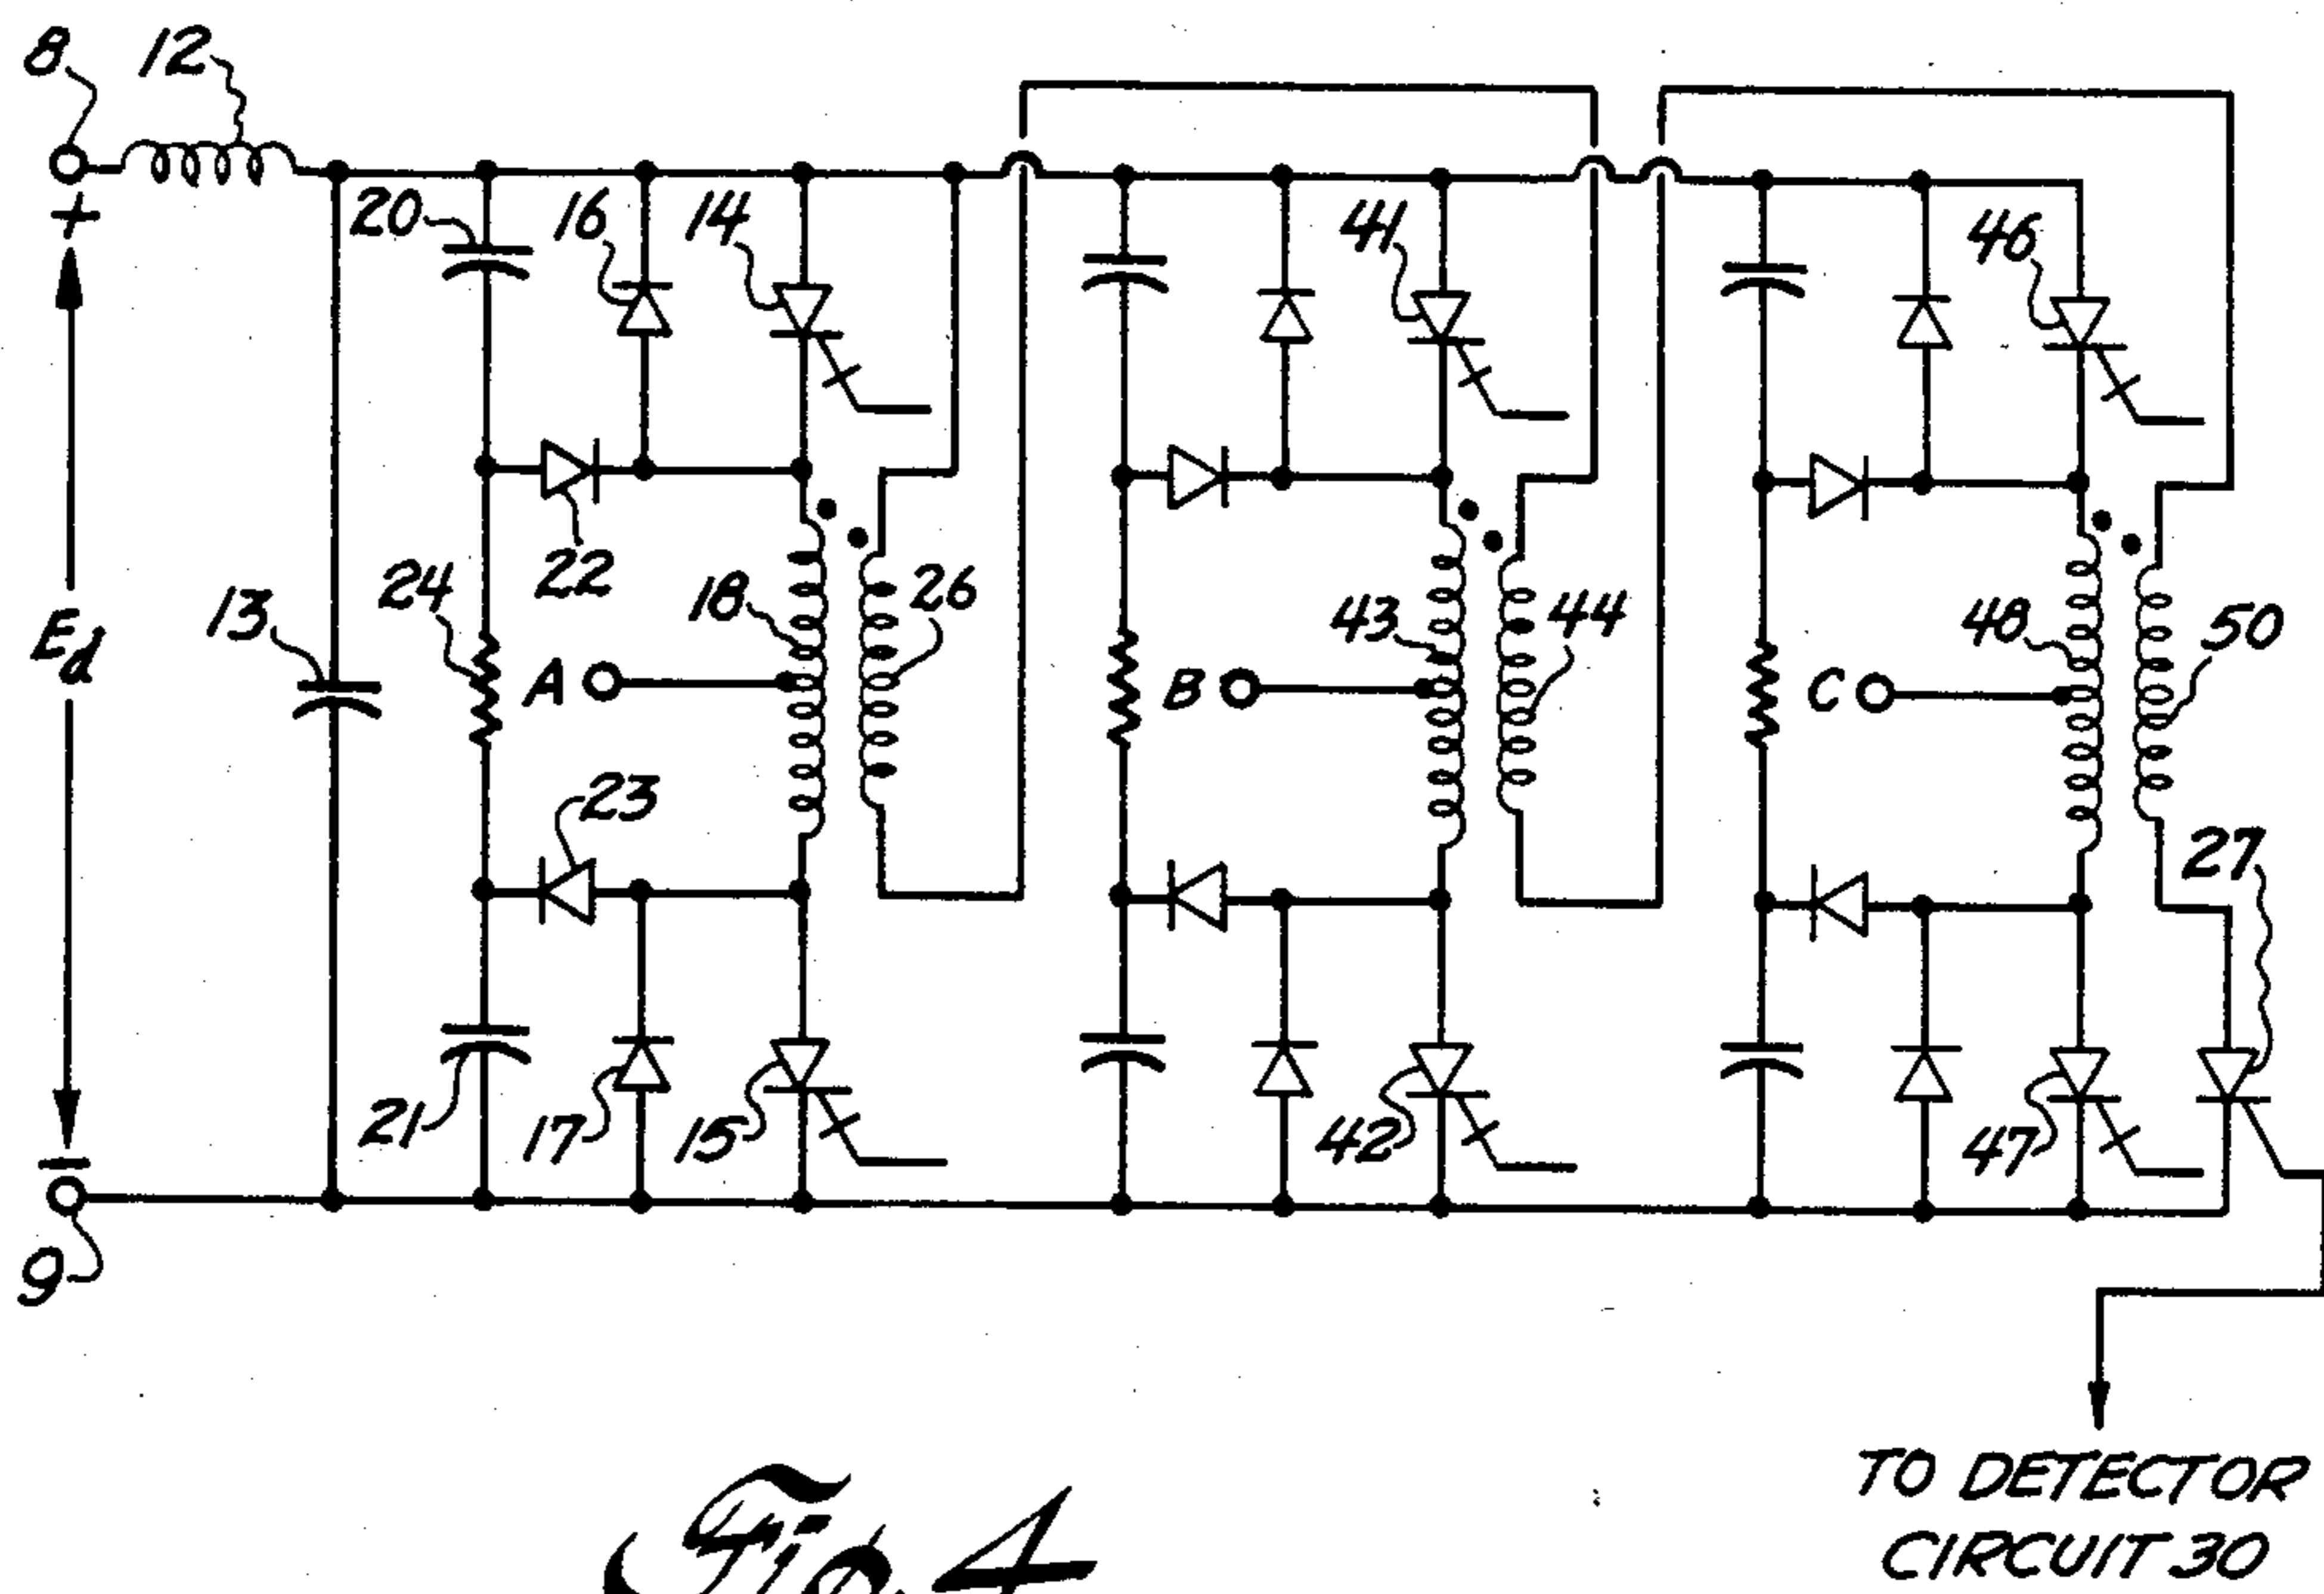 8 12
+
20 16 14 41 46
22
24 18 26 43 44 48 50
13
E_d
A B C
23
27
21 17 15 42 47
−
9
TO DETECTOR
CIRCUIT 30
Fig. 4